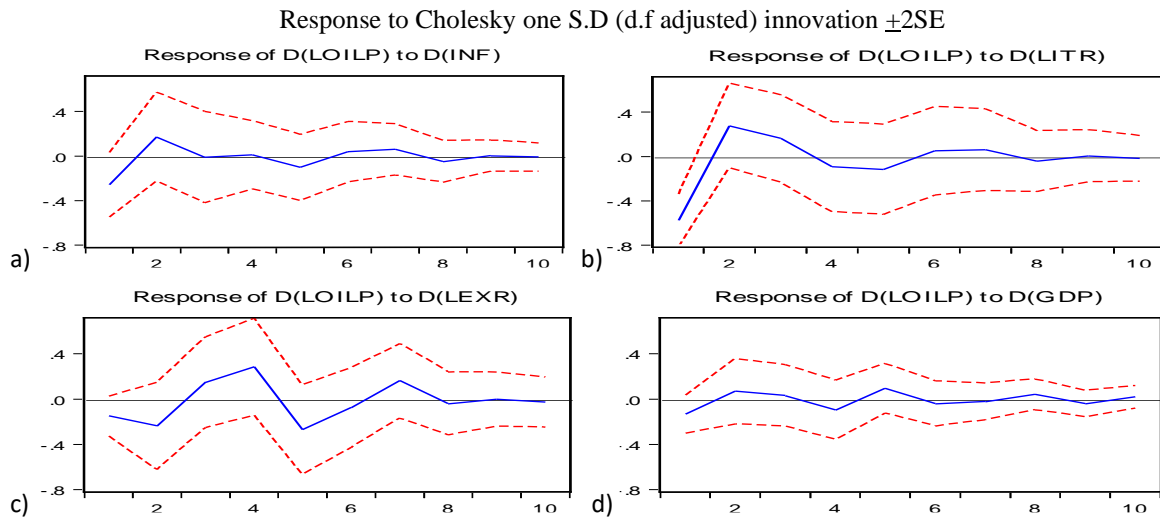 Response to Cholesky one S.D (d.f adjusted) innovation +2SE
Response of D(LOILP) to D(INF)
.4
.0
-.4
-.8
2 4 6 8 10
a)
Response of D(LOILP) to D(LITR)
.4
.0
-.4
-.8
2 4 6 8 10
b)
Response of D(LOILP) to D(LEXR)
.4
.0
-.4
-.8
2 4 6 8 10
c)
Response of D(LOILP) to D(GDP)
.4
.0
-.4
-.8
2 4 6 8 10
d)